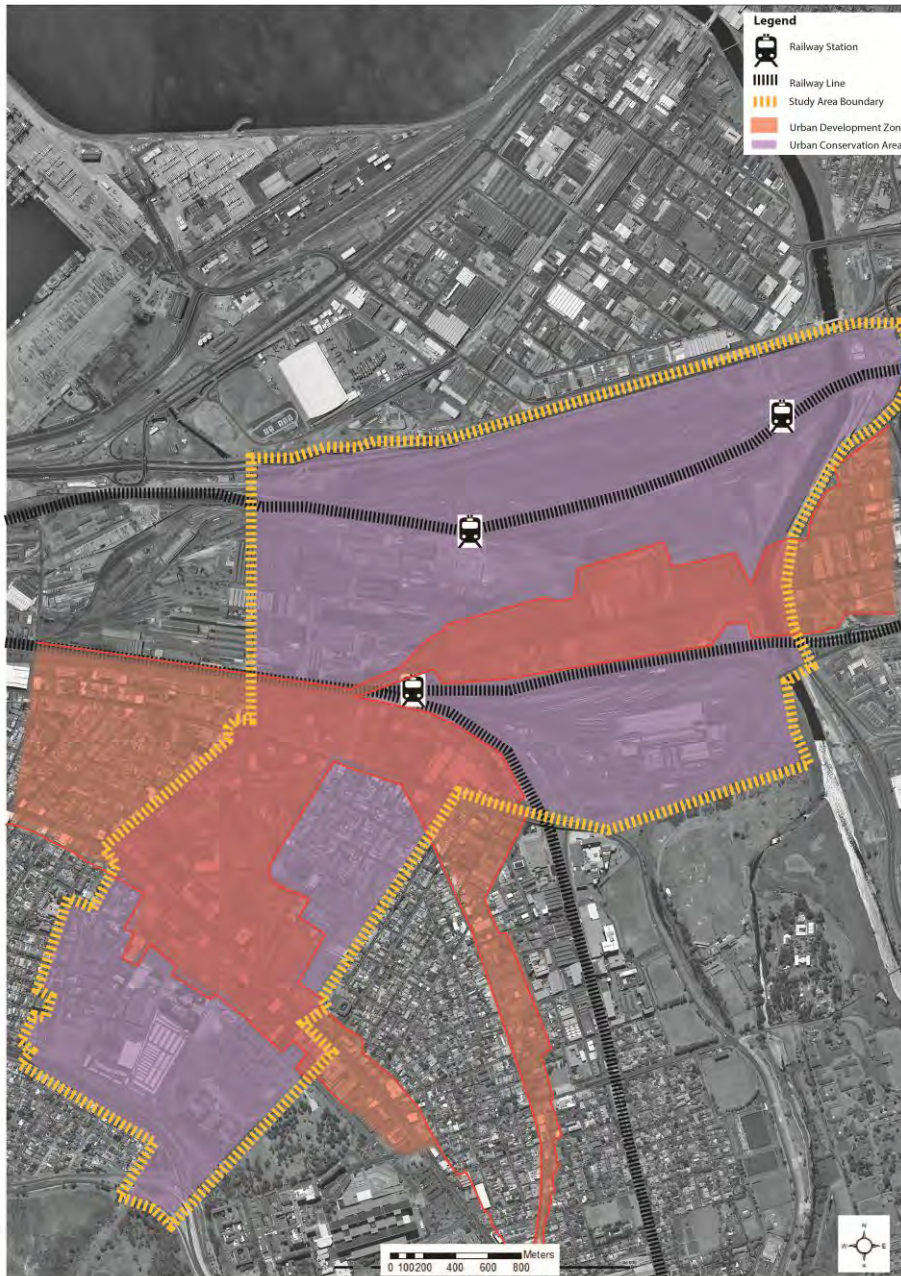 Legend
Railway Station
Railway Line
Study Area Boundary
Urban Development Zon
Urban Conservation Area
N
W E
S
Meters
0 100200 400 600 800